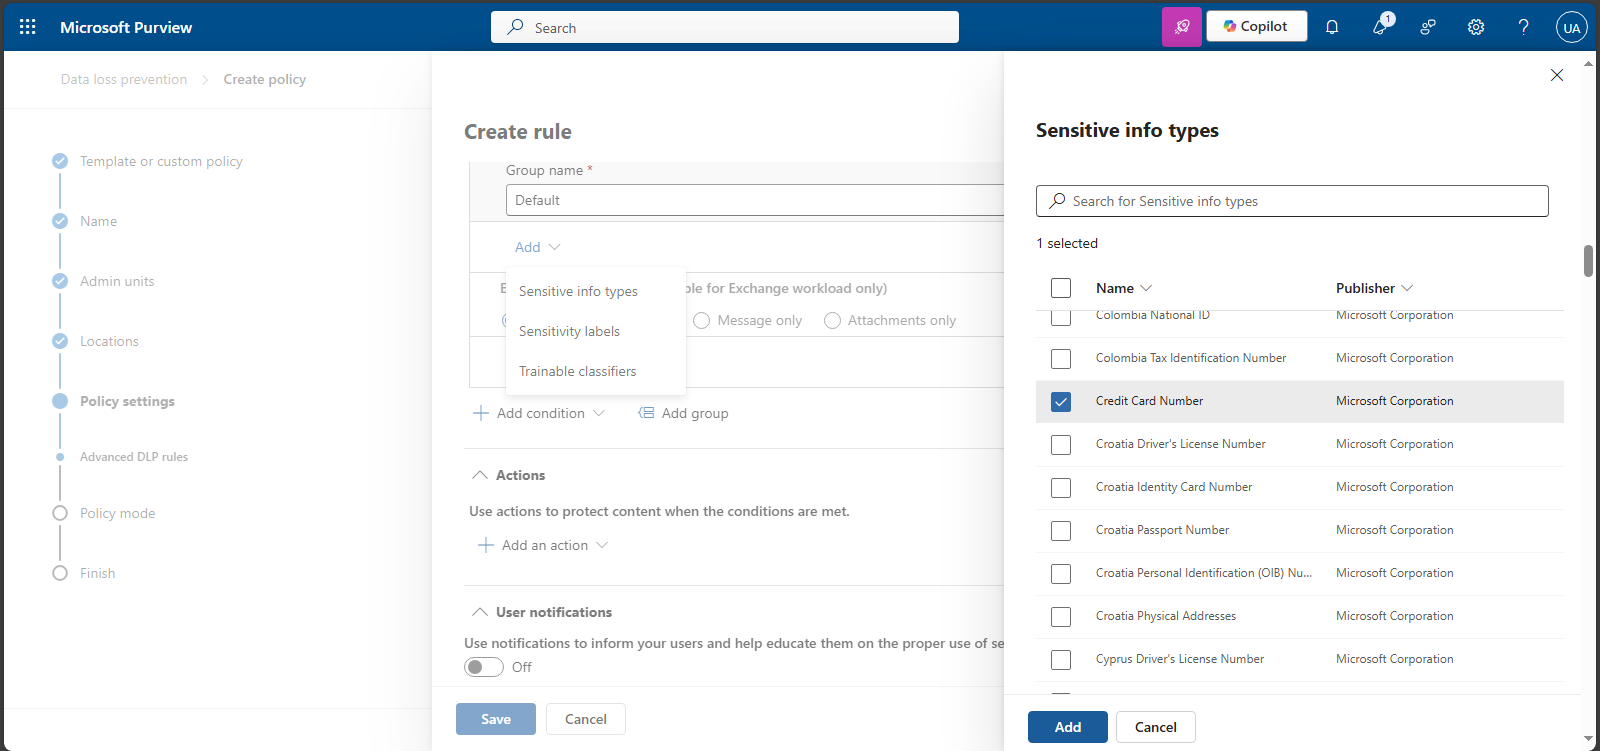 Microsoft Purview
Search
Copilot
1
UA
Data loss prevention
Create policy
Template or custom policy
Name
Admin units
Locations
Policy settings
Advanced DLP rules
Policy mode
Finish
Create rule
Group name *
Default
Add
Sensitive info types
Sensitivity labels
Trainable classifiers
for Exchange workload only)
Message only
Attachments only
Add condition
Add group
Actions
Use actions to protect content when the conditions are met.
Add an action
User notifications
Use notifications to inform your users and help educate them on the proper use of se
Off
Save
Cancel
Sensitive info types
Search for Sensitive info types
1 selected
Name
Publisher
Colombia National ID
Microsoft Corporation
Colombia Tax Identification Number
Microsoft Corporation
Credit Card Number
Microsoft Corporation
Croatia Driver's License Number
Microsoft Corporation
Croatia Identity Card Number
Microsoft Corporation
Croatia Passport Number
Microsoft Corporation
Croatia Personal Identification (OIB) Nu...
Microsoft Corporation
Croatia Physical Addresses
Microsoft Corporation
Cyprus Driver's License Number
Microsoft Corporation
Add
Cancel